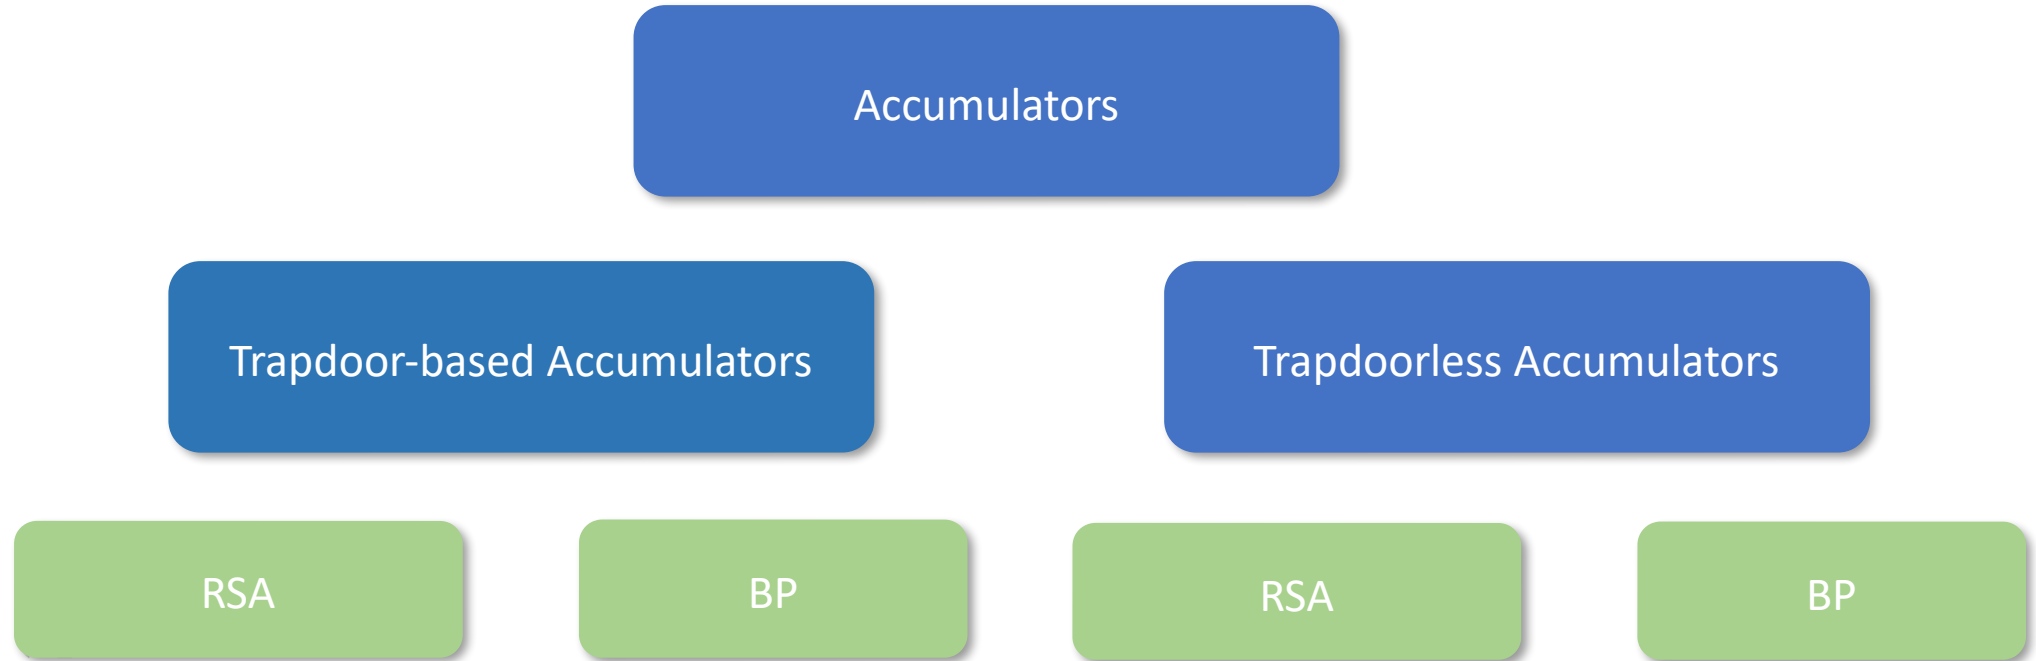 Accumulators
Trapdoor-based Accumulators
Trapdoorless Accumulators
RSA
BP
RSA
BP